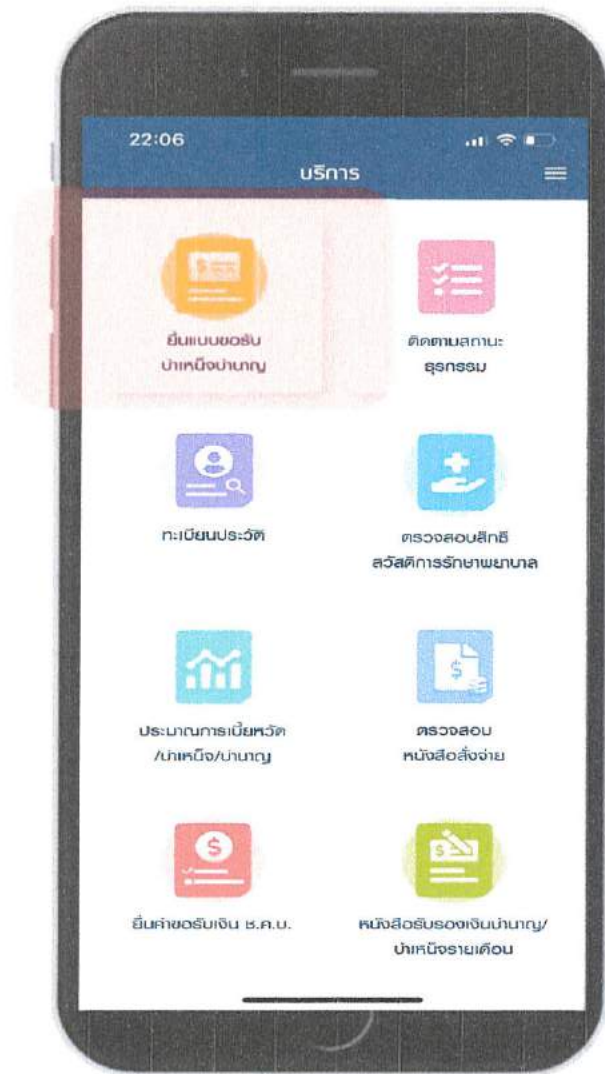 22:06
บริการ
ยื่นแบบขอรับ
บำเหน็จบำนาญ
ติดตามสถานะ
ธุรกรรม
ทะเบียนประวัติ
ตรวจสอบสิทธิ
สวัสดิการรักษาพยาบาล
ประมาณการเบี้ยหวัด
/บำเหน็จ/บำนาญ
ตรวจสอบ
หนังสือสั่งจ่าย
ยื่นคำขอรับเงิน ช.ค.บ.
หนังสือรับรองเงินบำนาญ/
บำเหน็จรายเดือน